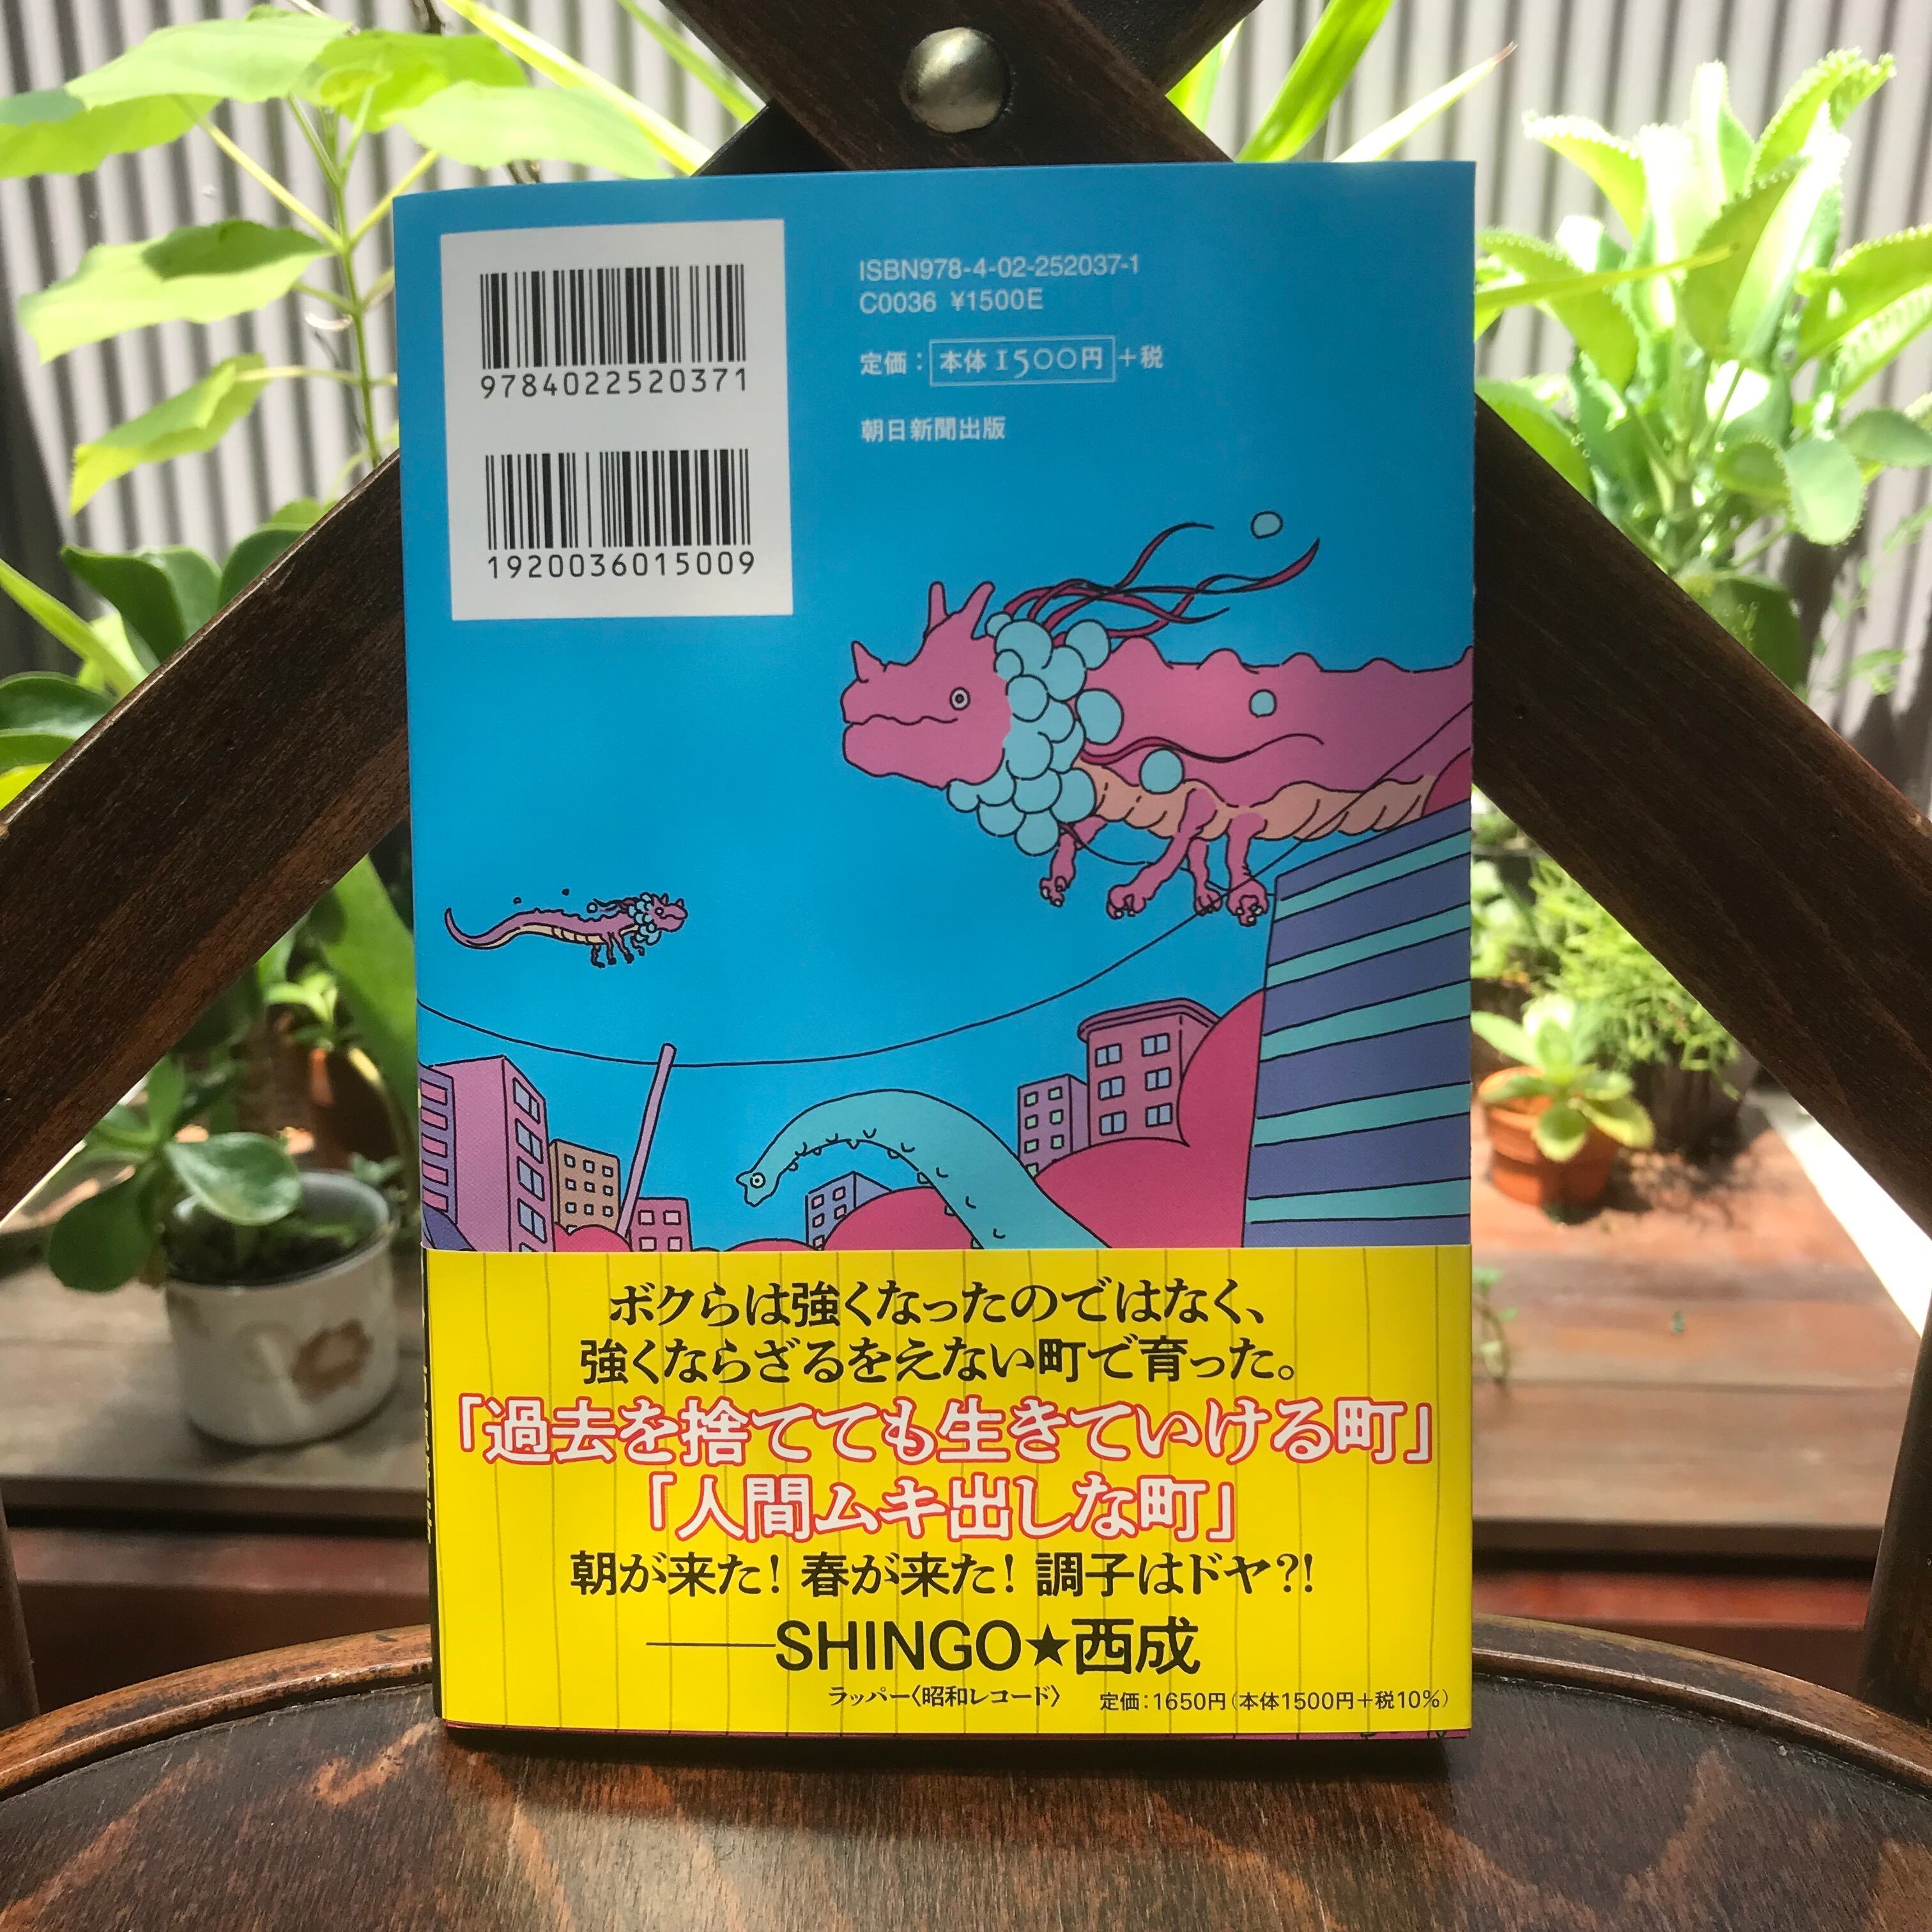 9784022520371
1920036015009
ISBN978-4-02-252037-1
C0036 ¥1500E
定価：本体1500円＋税
朝日新聞出版
ボクらは強くなったのではなく、
強くならざるをえない町で育った。
「過去を捨てても生きていける町」
「人間ムキ出しな町」
朝が来た！ 春が来た！ 調子はドヤ?!
——SHINGO★西成
ラッパー〈昭和レコード〉
定価：1650円（本体1500円＋税10％）